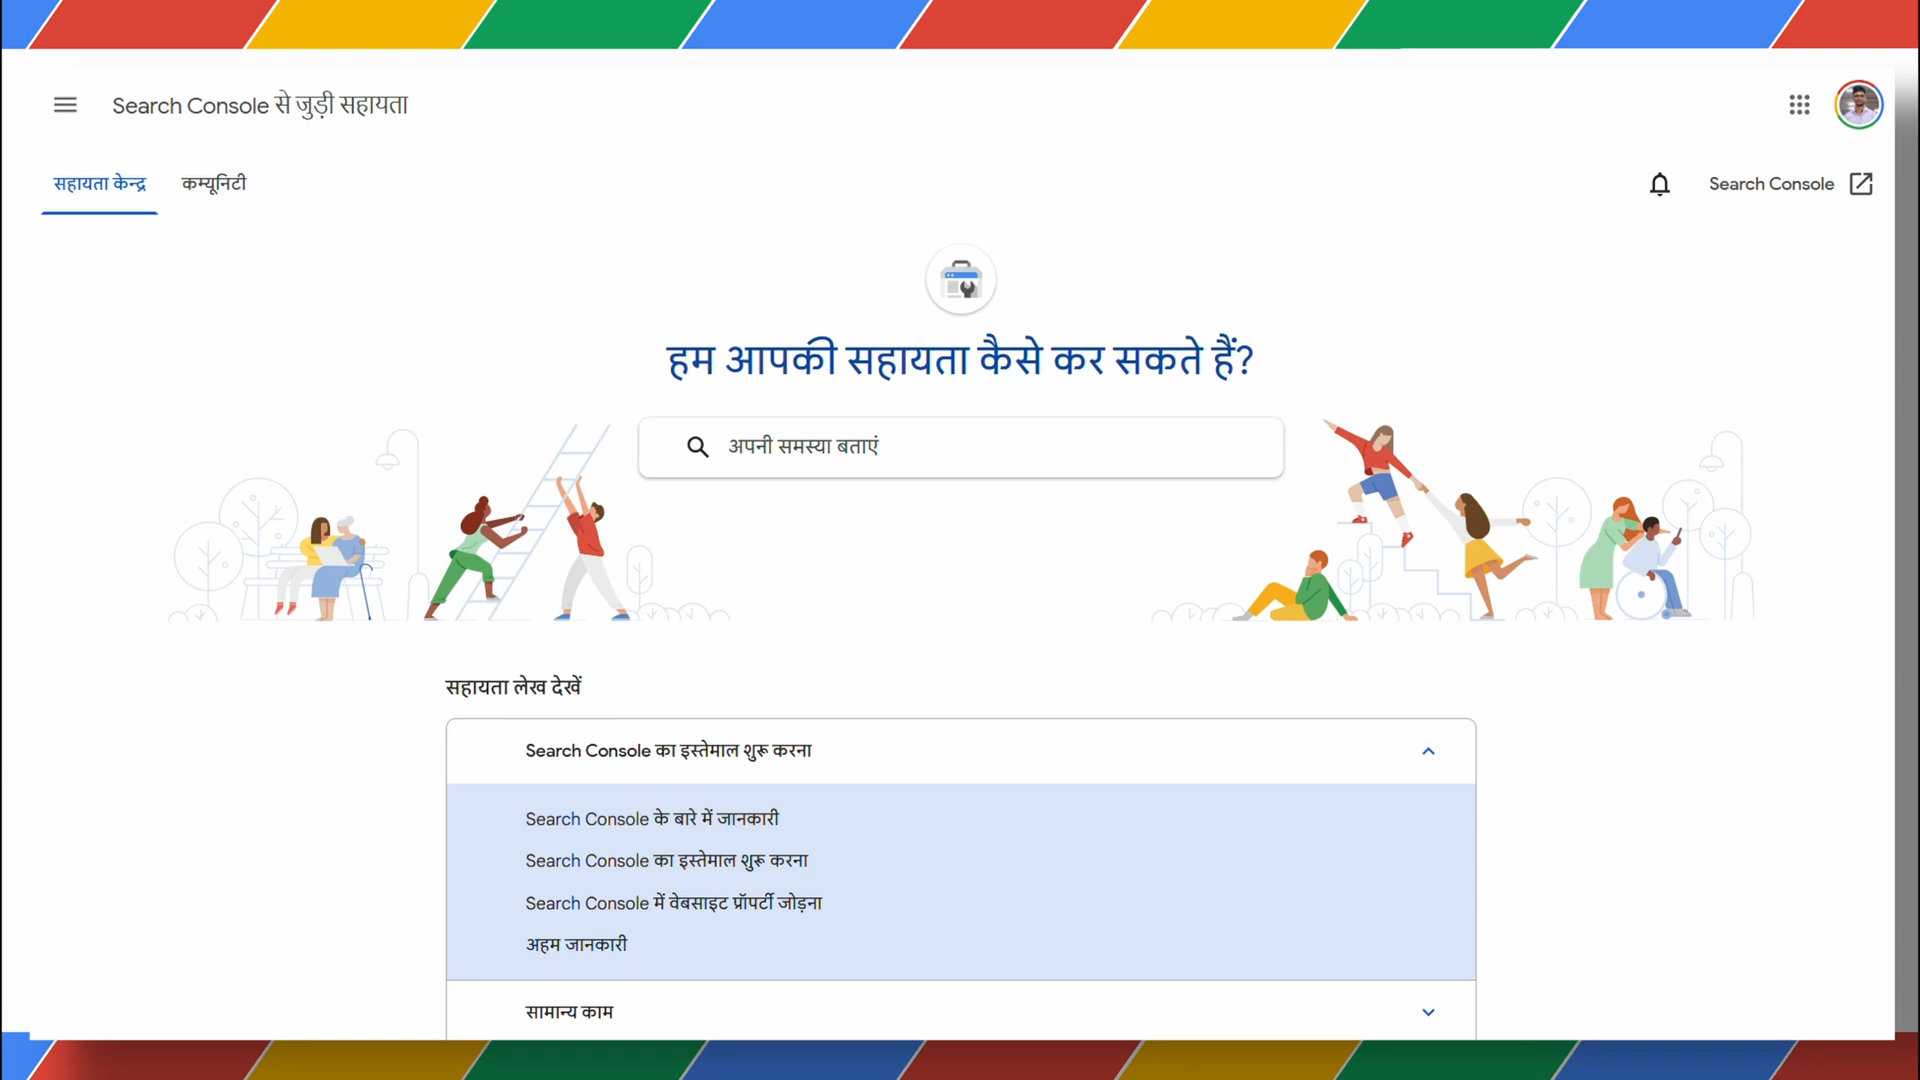 Search Console से जुड़ी सहायता
सहायता केन्द्र
कम्यूनिटी
Search Console
हम आपकी सहायता कैसे कर सकते हैं?
अपनी समस्या बताएं
सहायता लेख देखें
Search Console का इस्तेमाल शुरू करना
Search Console के बारे में जानकारी
Search Console का इस्तेमाल शुरू करना
Search Console में वेबसाइट प्रॉपर्टी जोड़ना
अहम जानकारी
सामान्य काम